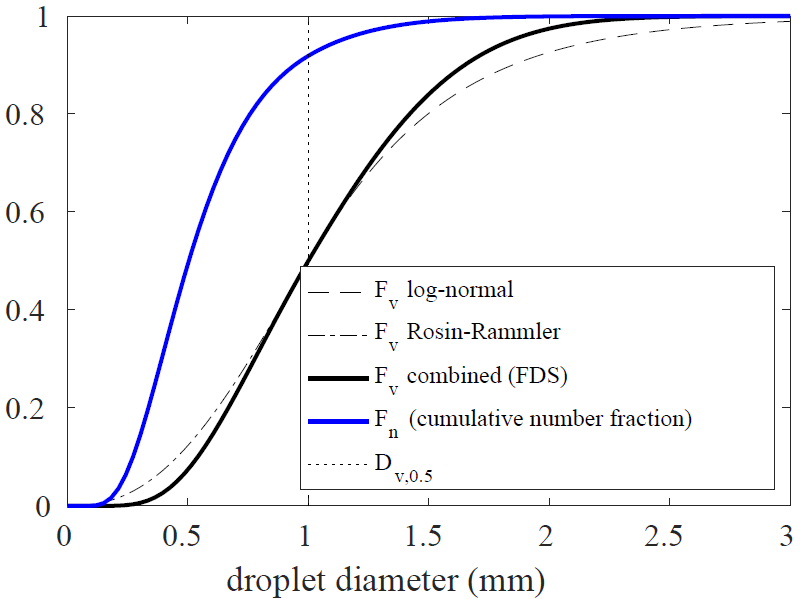 1
0.8
0.6
0.4
0.2
0
0 0.5 1 1.5 2 2.5 3
F_v log-normal
F_v Rosin-Rammler
F_v combined (FDS)
F_n (cumulative number fraction)
D_v,0.5
droplet diameter (mm)